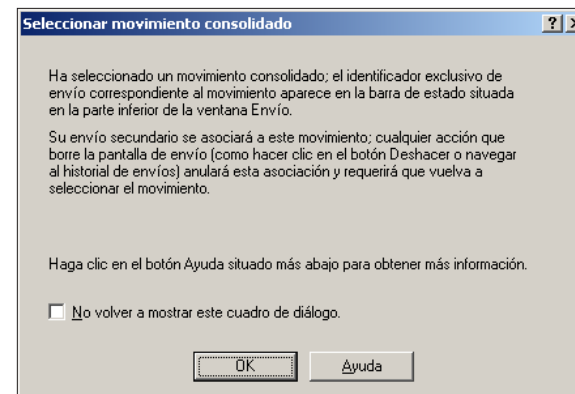 Seleccionar movimiento consolidado
Ha seleccionado un movimiento consolidado; el identificador exclusivo de
envío correspondiente al movimiento aparece en la barra de estado situada
en la parte inferior de la ventana Envío.
Su envío secundario se asociará a este movimiento; cualquier acción que
borre la pantalla de envío (como hacer clic en el botón Deshacer o navegar
al historial de envíos) anulará esta asociación y requerirá que vuelva a
seleccionar el movimiento.
Haga clic en el botón Ayuda situado más abajo para obtener más información.
No volver a mostrar este cuadro de diálogo.
OK
Ayuda